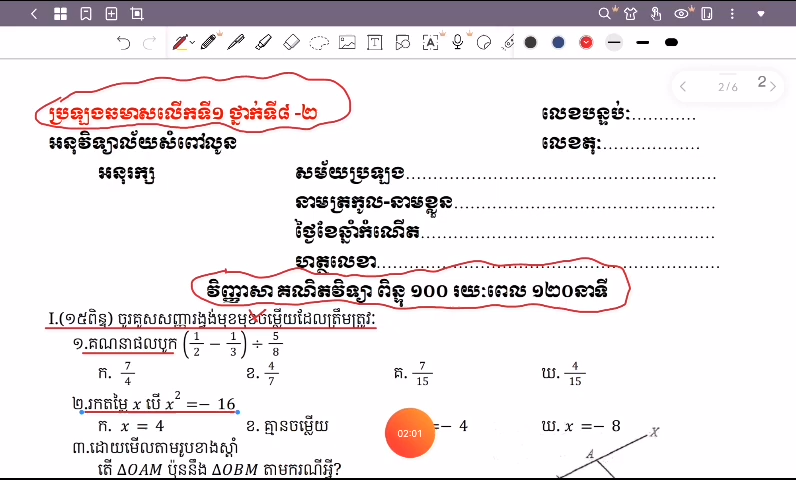 2/6
2
ប្រឡងឆមាសលើកទី១ ថ្នាក់ទី៨ -២
លេខបន្ទប់:............
អនុវិទ្យាល័យសំពៅលូន
លេខតុ:..................
អនុរក្ស
សម័យប្រឡង.........................................................
នាមត្រកូល-នាមខ្លួន................................................
ថ្ងៃខែឆ្នាំកំណើត......................................................
ហត្ថលេខា...............................................................
វិញ្ញាសា គណិតវិទ្យា ពិន្ទុ ១០០ រយ:ពេល ១២០នាទី
I.(១៥ពិន្ទុ) ចូរគូសសញ្ញារង្វង់មុខមុខចម្លើយដែលត្រឹមត្រូវ:
១.គណនាផលបូក (1/2 − 1/3) ÷ 5/8
ក. 7/4 ខ. 4/7 គ. 7/15 ឃ. 4/15
២.រកតម្លៃ x បើ x² =− 16
ក. x = 4 ខ. គ្មានចម្លើយ =− 4 ឃ. x =− 8
02:01
៣.ដោយមើលតាមរូបខាងស្តាំ
X
A
តើ ΔOAM ប៉ុននឹង ΔOBM តាមករណីអ្វី?